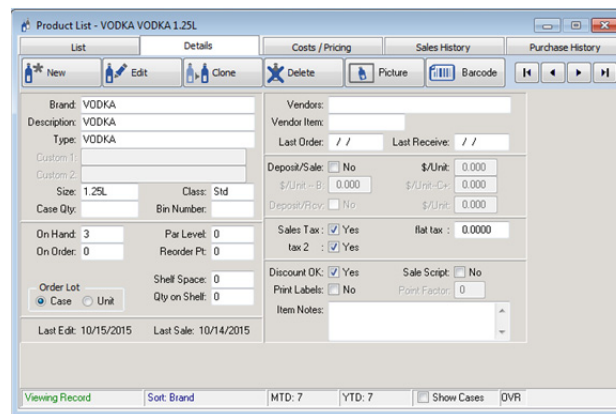 Product List - VODKA VODKA 1.25L
List Details Costs / Pricing Sales History Purchase History
New Edit Clone Delete Picture Barcode
Brand: VODKA
Description: VODKA
Type: VODKA
Custom 1:
Custom 2:
Size: 1.25L Class: Std
Case Qty: Bin Number:
On Hand: 3 Par Level: 0
On Order: 0 Reorder Pt: 0
Order Lot
Case Unit
Shelf Space: 0
Qty on Shelf: 0
Last Edit: 10/15/2015 Last Sale: 10/14/2015
Vendors:
Vendor Item:
Last Order: / / Last Receive: / /
Deposit/Sale: No $/Unit: 0.000
$/Unit - B 0.000 $/Unit-C+: 0.000
Deposit/Rcv: No $/Unit: 0.000
Sales Tax: Yes flat tax : 0.0000
tax 2 : Yes
Discount OK: Yes Sale Script: No
Print Labels: No Point Factor: 0
Item Notes:
Viewing Record Sort: Brand MTD: 7 YTD: 7 Show Cases OVR